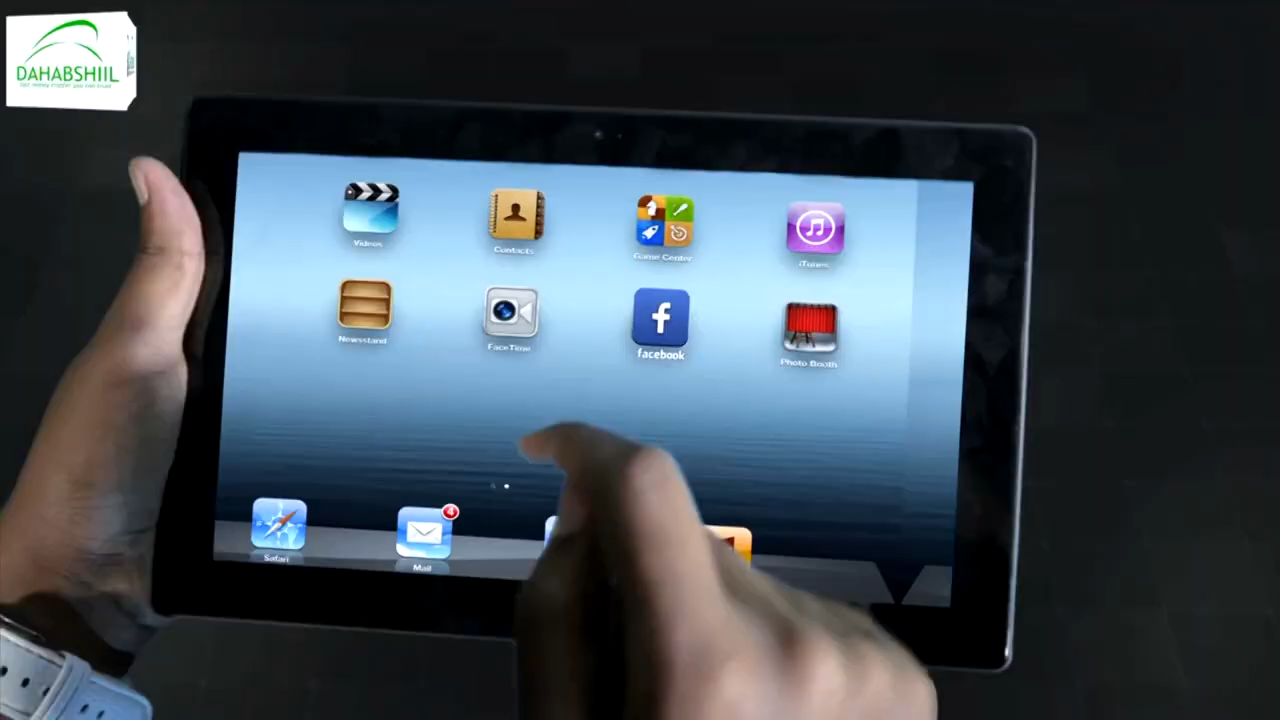 DAHABSHIIL
Videos
Contacts
Game Center
iTunes
Newsstand
FaceTime
facebook
Photo Booth
4
Safari
Mail